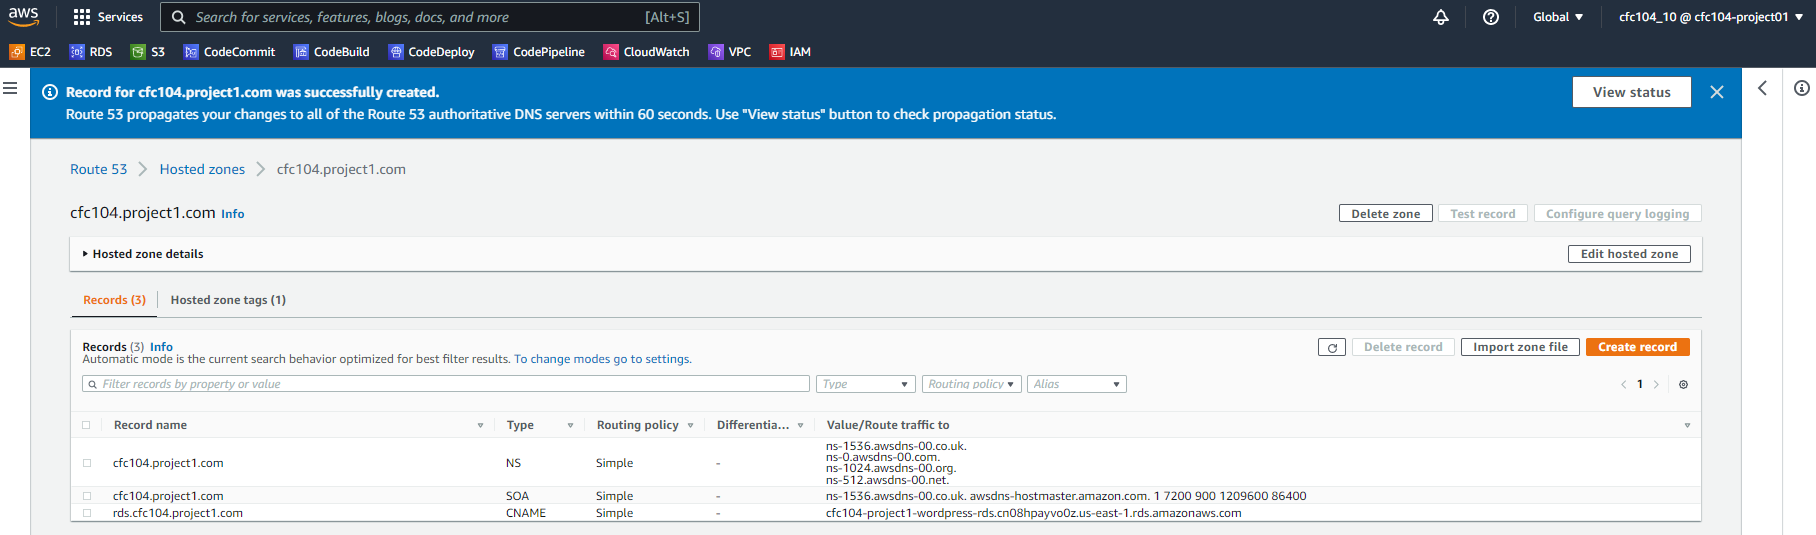 aws
Services
Search for services, features, blogs, docs, and more
[Alt+S]
Global
cfc104_10 @ cfc104-project01
EC2
RDS
S3
CodeCommit
CodeBuild
CodeDeploy
CodePipeline
CloudWatch
VPC
IAM
Record for cfc104.project1.com was successfully created.
Route 53 propagates your changes to all of the Route 53 authoritative DNS servers within 60 seconds. Use "View status" button to check propagation status.
View status
Route 53
Hosted zones
cfc104.project1.com
cfc104.project1.com Info
Delete zone
Test record
Configure query logging
Hosted zone details
Edit hosted zone
Records (3)
Hosted zone tags (1)
Records (3) Info
Automatic mode is the current search behavior optimized for best filter results. To change modes go to settings.
Delete record
Import zone file
Create record
Filter records by property or value
Type
Routing policy
Alias
1
Record name
Type
Routing policy
Differentia...
Value/Route traffic to
cfc104.project1.com
NS
Simple
-
ns-1536.awsdns-00.co.uk.
ns-0.awsdns-00.com.
ns-1024.awsdns-00.org.
ns-512.awsdns-00.net.
cfc104.project1.com
SOA
Simple
-
ns-1536.awsdns-00.co.uk. awsdns-hostmaster.amazon.com. 1 7200 900 1209600 86400
rds.cfc104.project1.com
CNAME
Simple
-
cfc104-project1-wordpress-rds.cn08hpayvo0z.us-east-1.rds.amazonaws.com